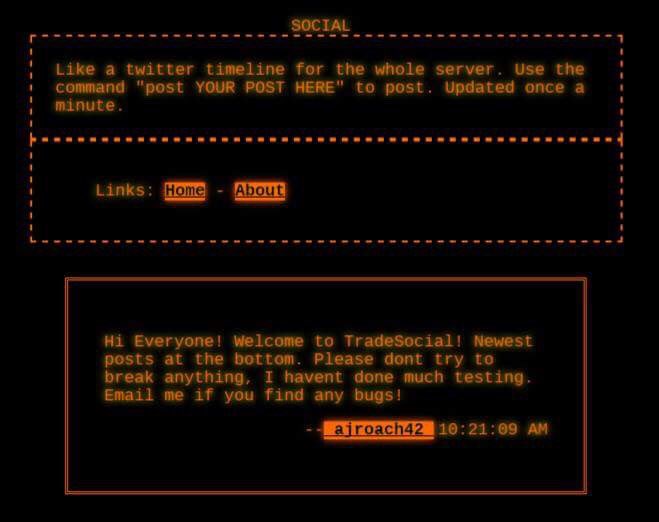 SOCIAL
Like a twitter timeline for the whole server. Use the
command "post YOUR POST HERE" to post. Updated once a
minute.
Links: Home - About
Hi Everyone! Welcome to TradeSocial! Newest
posts at the bottom. Please dont try to
break anything, I havent done much testing.
Email me if you find any bugs!
-- ajroach42 10:21:09 AM